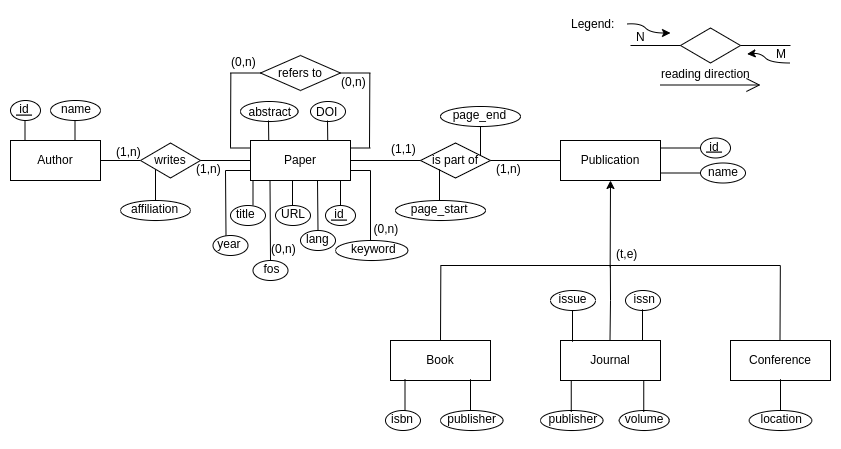 Legend:
N
M
reading direction
(0,n)
refers to
(0,n)
id
name
abstract
DOI
page_end
Author
(1,n)
writes
(1,n)
Paper
(1,1)
is part of
(1,n)
Publication
id
name
affiliation
title
URL
id
page_start
year
(0,n)
lang
(0,n)
keyword
fos
(t,e)
issue
issn
Book
Journal
Conference
isbn
publisher
publisher
volume
location